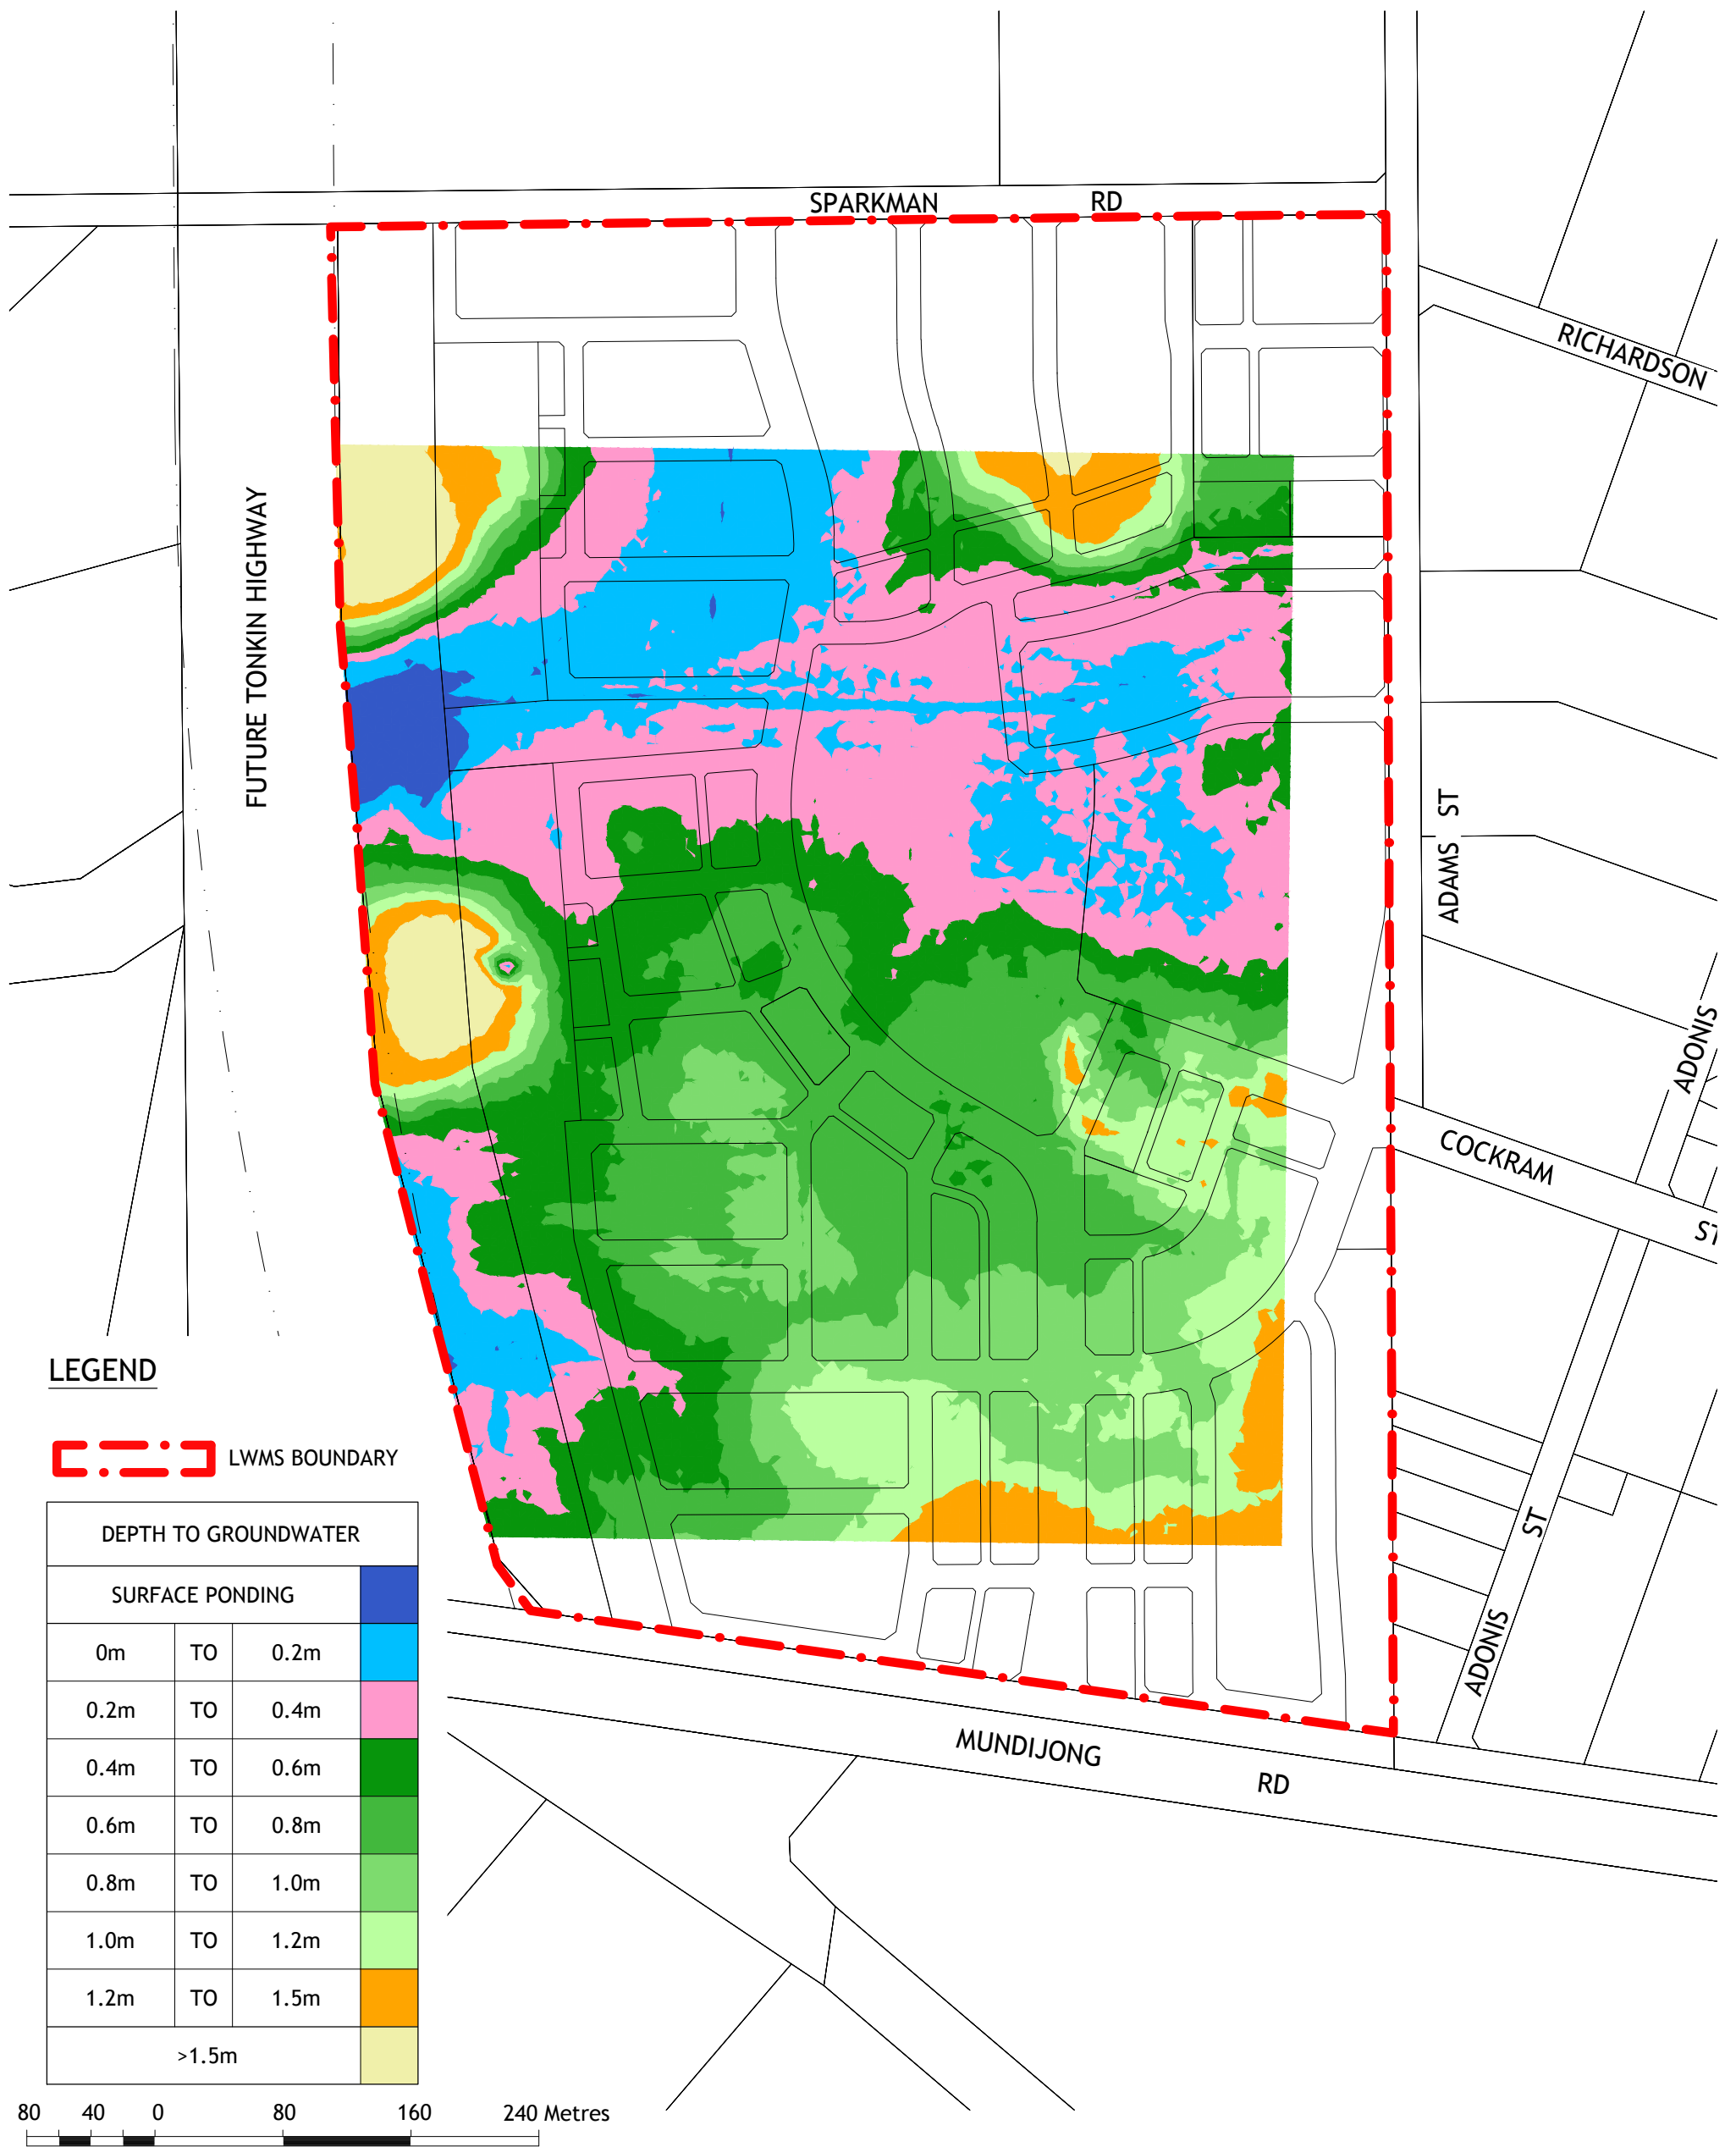 SPARKMAN RD
RICHARDSON
FUTURE TONKIN HIGHWAY
ADAMS ST
ADONIS
COCKRAM
ST
ST
ADONIS
MUNDIJONG
RD
LEGEND
LWMS BOUNDARY
DEPTH TO GROUNDWATER
SURFACE PONDING
0m TO 0.2m
0.2m TO 0.4m
0.4m TO 0.6m
0.6m TO 0.8m
0.8m TO 1.0m
1.0m TO 1.2m
1.2m TO 1.5m
>1.5m
80 40 0 80 160 240 Metres